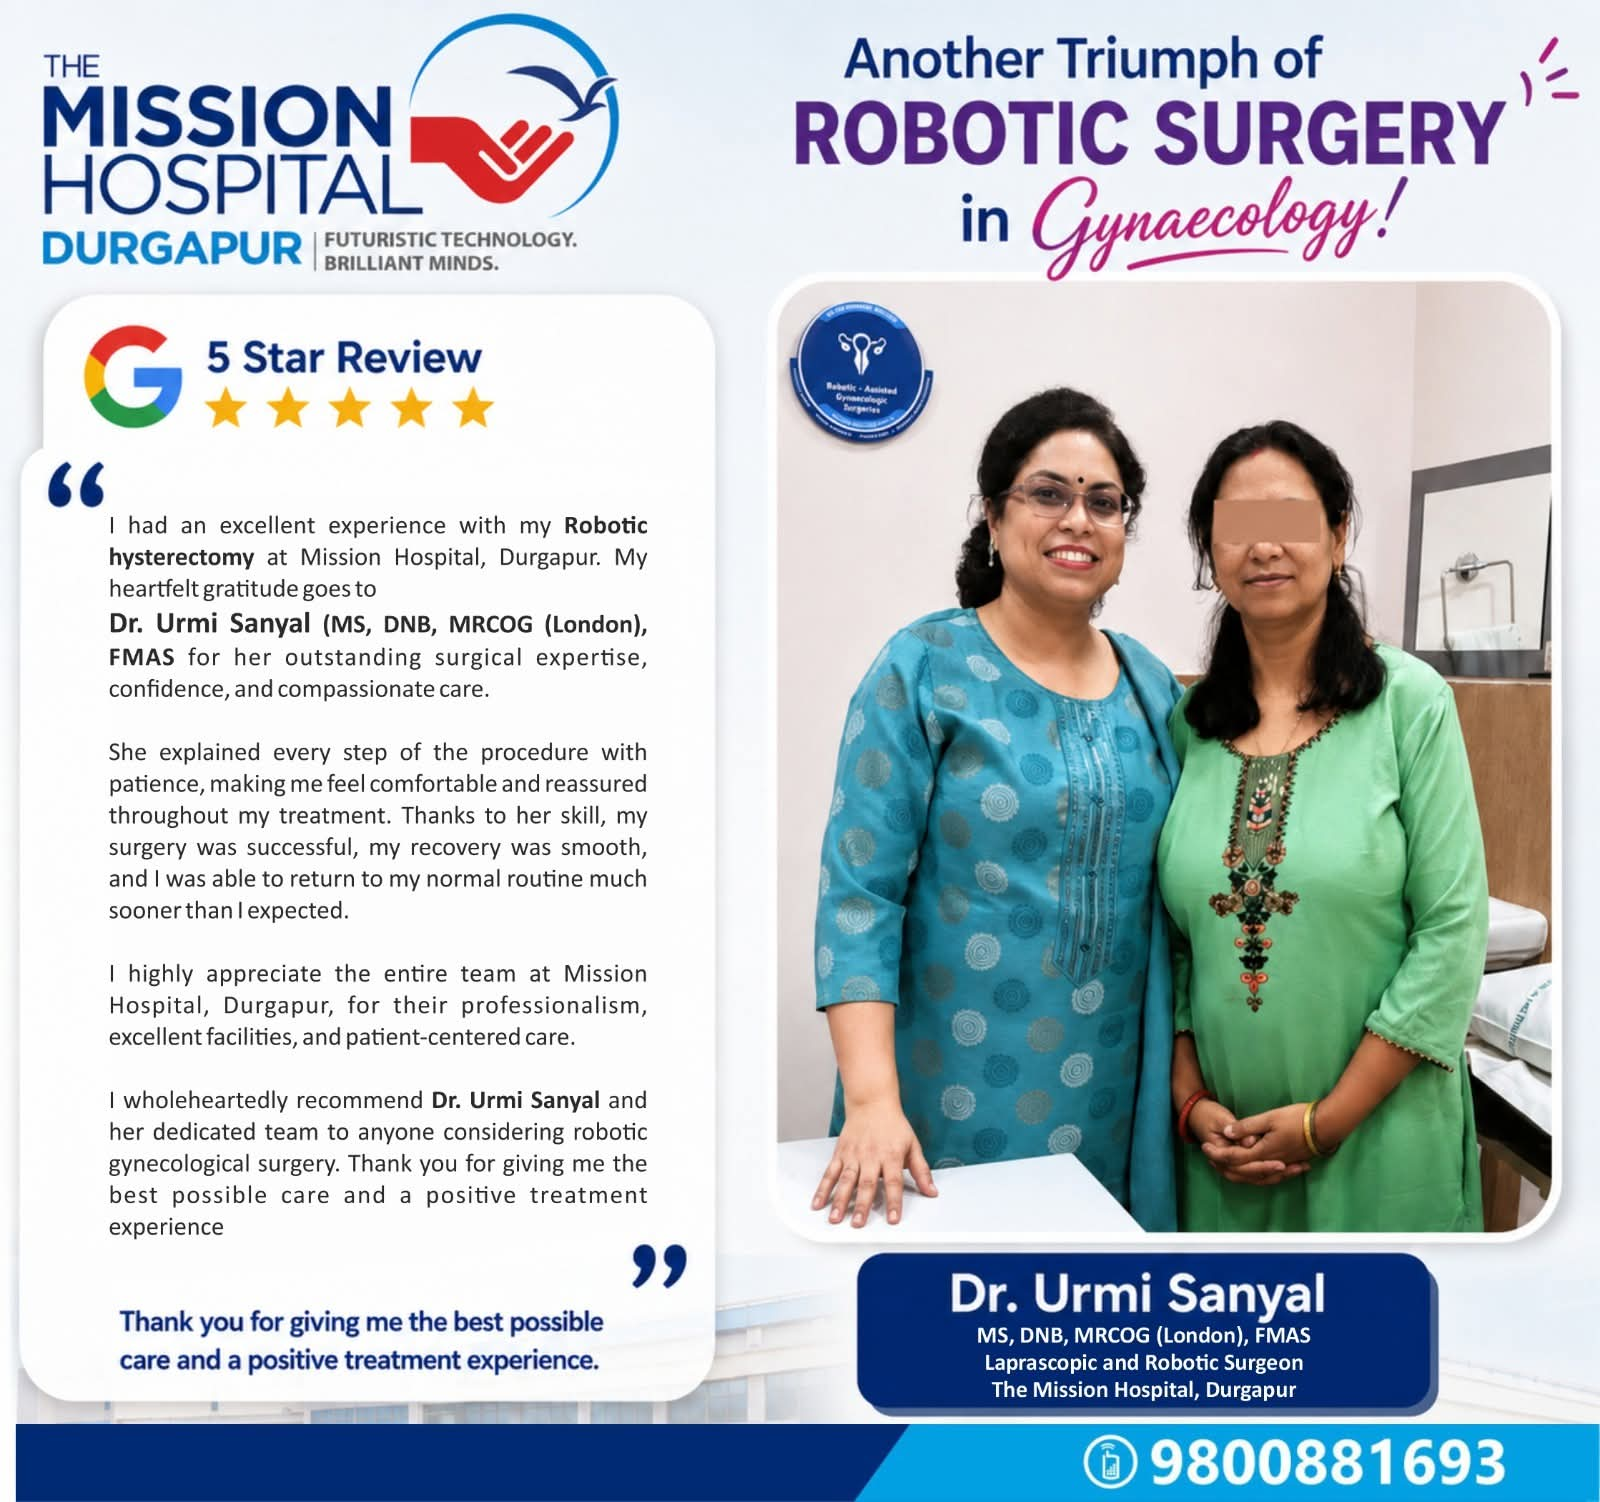 THE
MISSION
HOSPITAL
DURGAPUR
FUTURISTIC TECHNOLOGY.
BRILLIANT MINDS.
Another Triumph of
ROBOTIC SURGERY
in Gynaecology!
5 Star Review
“
I had an excellent experience with my Robotic
hysterectomy at Mission Hospital, Durgapur. My
heartfelt gratitude goes to
Dr. Urmi Sanyal (MS, DNB, MRCOG (London),
FMAS for her outstanding surgical expertise,
confidence, and compassionate care.
She explained every step of the procedure with
patience, making me feel comfortable and reassured
throughout my treatment. Thanks to her skill, my
surgery was successful, my recovery was smooth,
and I was able to return to my normal routine much
sooner than I expected.
I highly appreciate the entire team at Mission
Hospital, Durgapur, for their professionalism,
excellent facilities, and patient-centered care.
I wholeheartedly recommend Dr. Urmi Sanyal and
her dedicated team to anyone considering robotic
gynecological surgery. Thank you for giving me the
best possible care and a positive treatment
experience
”
Thank you for giving me the best possible
care and a positive treatment experience.
Robotic - Assisted
Gynaecologic
Surgeries
Dr. Urmi Sanyal
MS, DNB, MRCOG (London), FMAS
Laprascopic and Robotic Surgeon
The Mission Hospital, Durgapur
9800881693